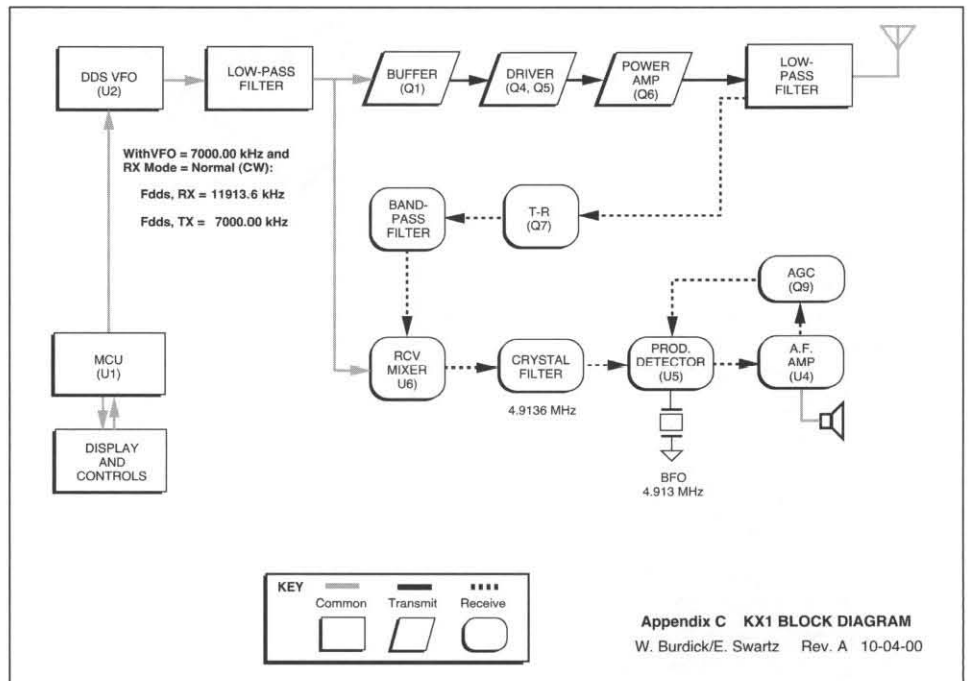 DDS VFO
(U2)
LOW-PASS
FILTER
BUFFER
(Q1)
DRIVER
(Q4, Q5)
POWER
AMP
(Q6)
LOW-
PASS
FILTER
WithVFO = 7000.00 kHz and
RX Mode = Normal (CW):
Fdds, RX = 11913.6 kHz
Fdds, TX = 7000.00 kHz
BAND-
PASS
FILTER
T-R
(Q7)
AGC
(Q9)
MCU
(U1)
RCV
MIXER
U6)
CRYSTAL
FILTER
4.9136 MHz
PROD.
DETECTOR
(U5)
A.F.
AMP
(U4)
DISPLAY
AND
CONTROLS
BFO
4.913 MHz
KEY
Common
Transmit
Receive
Appendix C KX1 BLOCK DIAGRAM
W. Burdick/E. Swartz Rev. A 10-04-00